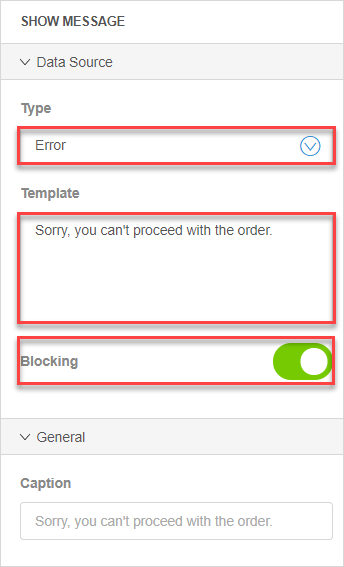 SHOW MESSAGE
Data Source
Type
Error
Template
Sorry, you can't proceed with the order.
Blocking
General
Caption
Sorry, you can't proceed with the order.